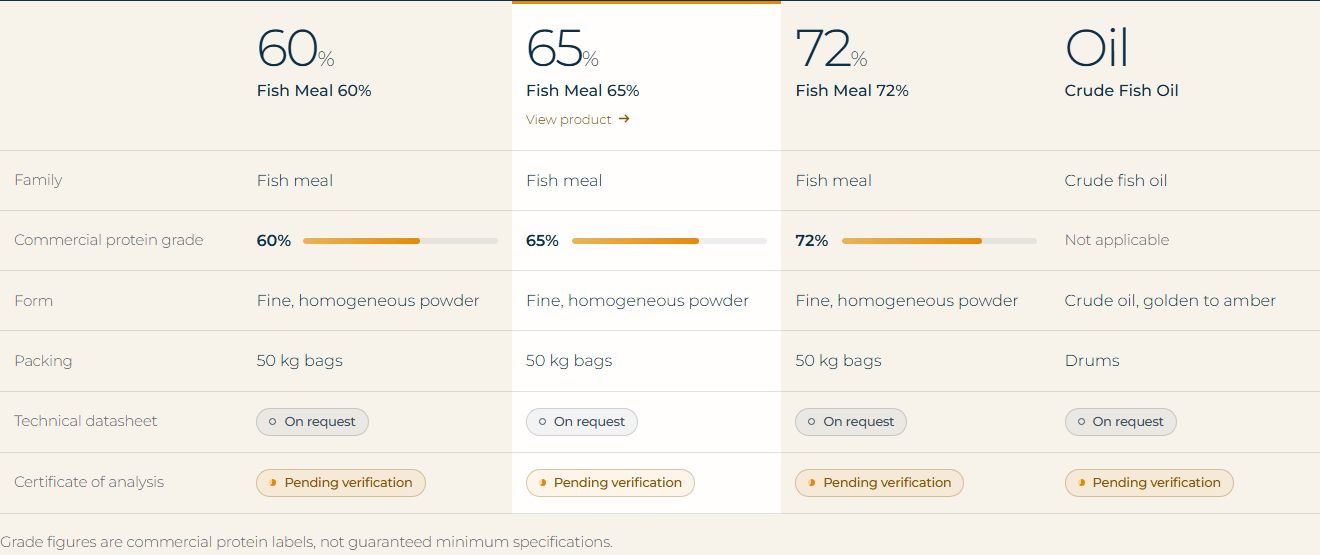 60% 65% 72% Oil
Fish Meal 60% Fish Meal 65% Fish Meal 72% Crude Fish Oil
View product →
Family Fish meal Fish meal Fish meal Crude fish oil
Commercial protein grade 60% 65% 72% Not applicable
Form Fine, homogeneous powder Fine, homogeneous powder Fine, homogeneous powder Crude oil, golden to amber
Packing 50 kg bags 50 kg bags 50 kg bags Drums
Technical datasheet On request On request On request On request
Certificate of analysis Pending verification Pending verification Pending verification Pending verification
Grade figures are commercial protein labels, not guaranteed minimum specifications.